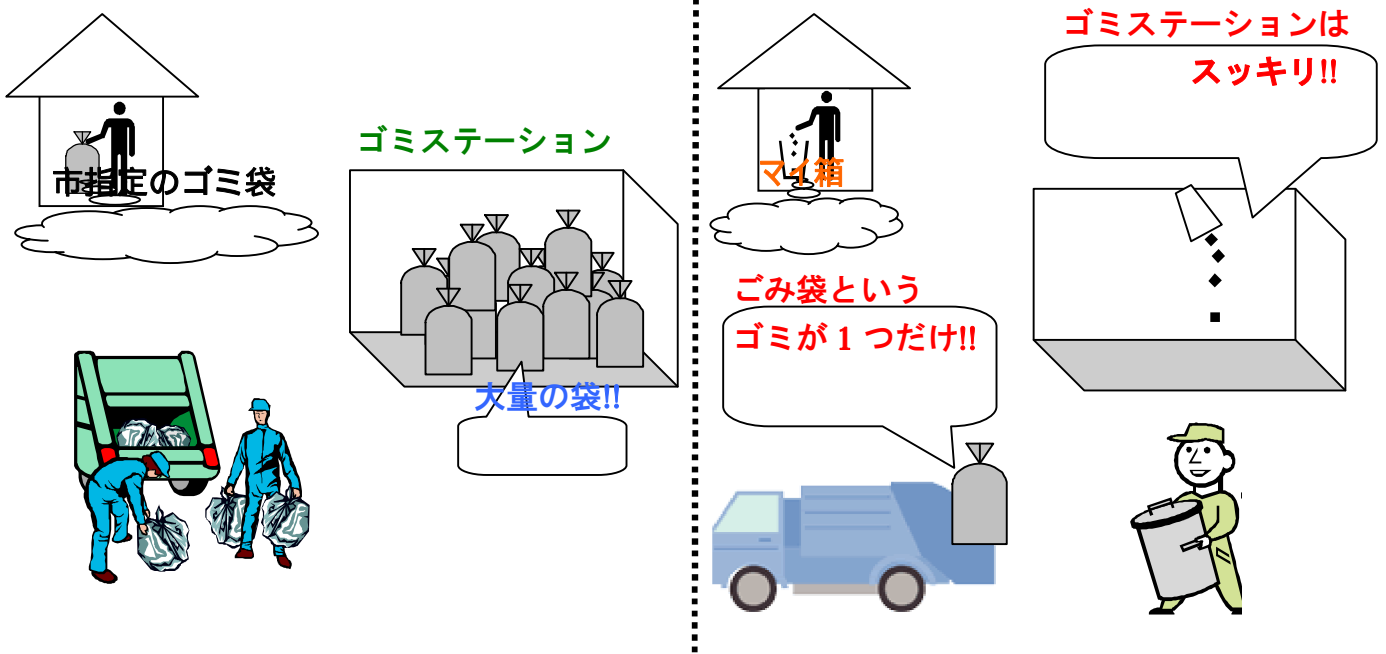 市指定のゴミ袋
ゴミステーション
大量の袋!!
マイ箱
ゴミステーションは
スッキリ!!
ごみ袋という
ゴミが 1 つだけ!!